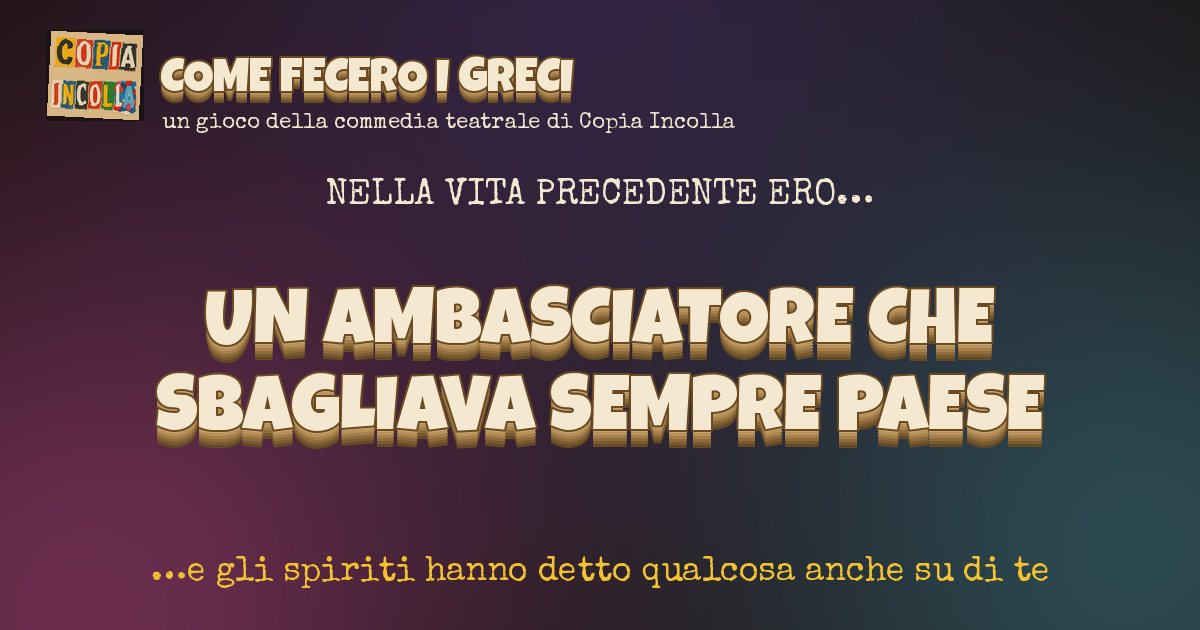 COPIA
INCOLLA
COME FECERO I GRECI
un gioco della commedia teatrale di Copia Incolla
NELLA VITA PRECEDENTE ERO...
UN AMBASCIATORE CHE
SBAGLIAVA SEMPRE PAESE
...e gli spiriti hanno detto qualcosa anche su di te